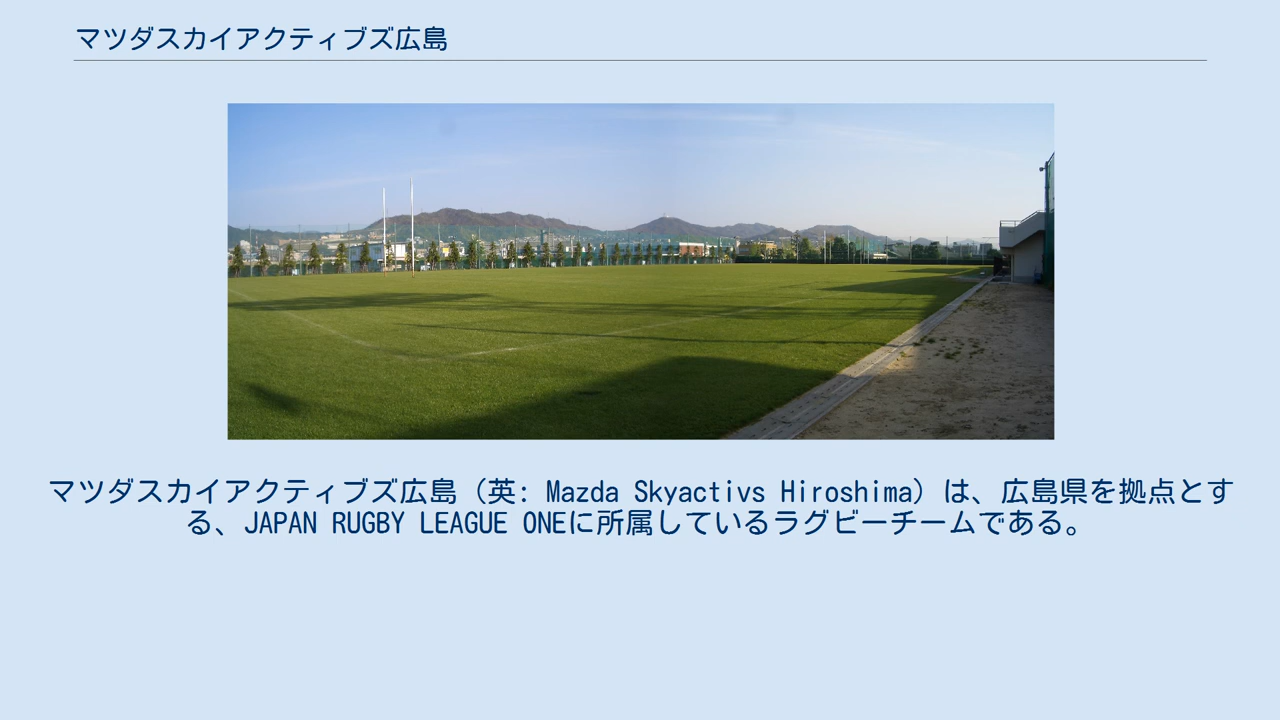 マツダスカイアクティブズ広島
マツダスカイアクティブズ広島（英: Mazda Skyactivs Hiroshima）は、広島県を拠点とす
る、JAPAN RUGBY LEAGUE ONEに所属しているラグビーチームである。